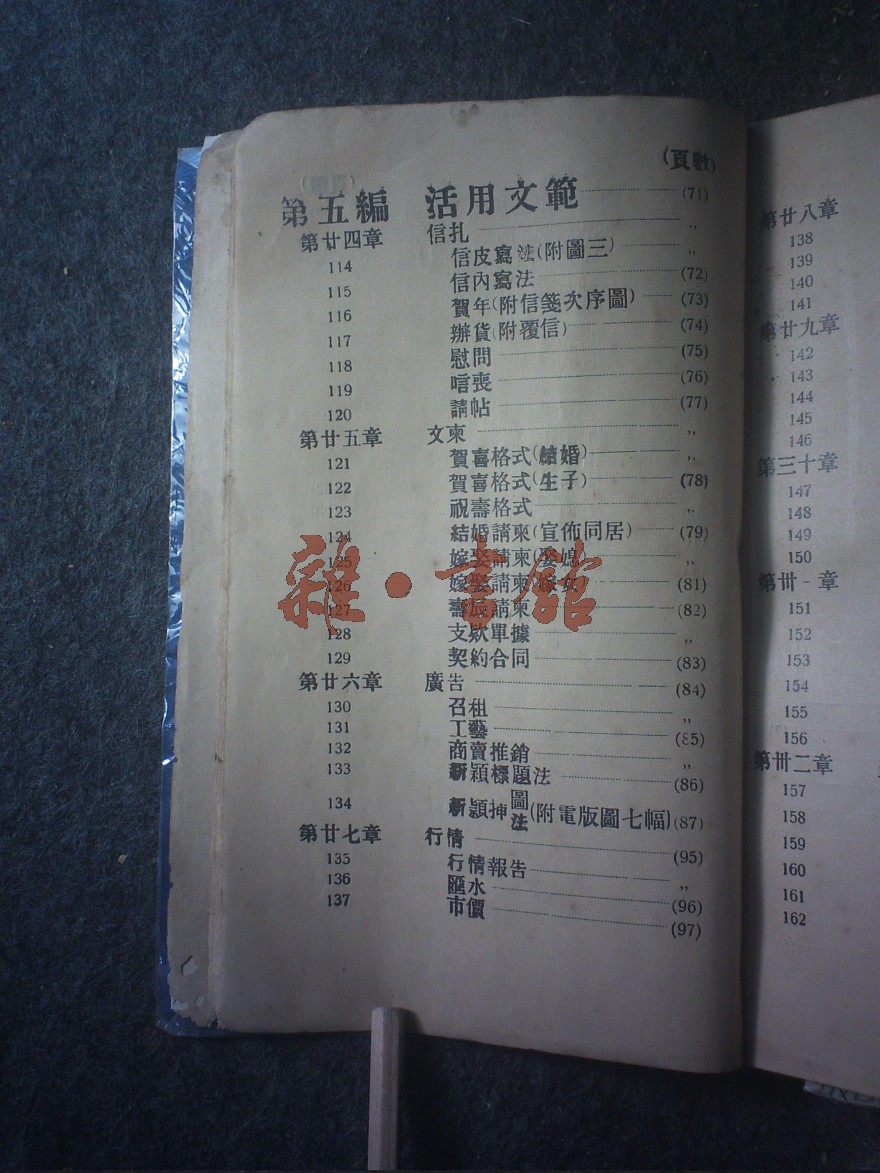 (頁數)
第五編 活用文範 (71)
第廿四章 信扎 〃
114 信皮寫法(附圖三) 〃
115 信內寫法 (72)
116 賀年(附信箋次序圖) (73)
117 辦貨(附覆信) (74)
118 慰問 (75)
119 唁喪 (76)
120 請帖 (77)
第廿五章 文柬 〃
121 賀喜格式(結婚) 〃
122 賀喜格式(生子) (78)
123 祝壽格式 〃
124 結婚請柬(宣佈同居) (79)
125 嫁娶請柬(娶媳) 〃
126 嫁娶請柬(嫁女) (81)
127 壽辰請柬 (82)
128 支欵單據 〃
129 契約合同 (83)
第廿六章 廣告 (84)
130 召租 〃
131 工藝 (85)
132 商賣推銷 〃
133 新穎標題法 (86)
134 新穎抻圖法(附電版圖七幅) (87)
第廿七章 行情 (95)
135 行情報告 〃
136 匯水 (96)
137 市價 (97)
雜·書館
第廿八章
138
139
140
141
第廿九章
142
143
144
145
146
第三十章
147
148
149
150
第卅一章
151
152
153
154
155
156
第卅二章
157
158
159
160
161
162